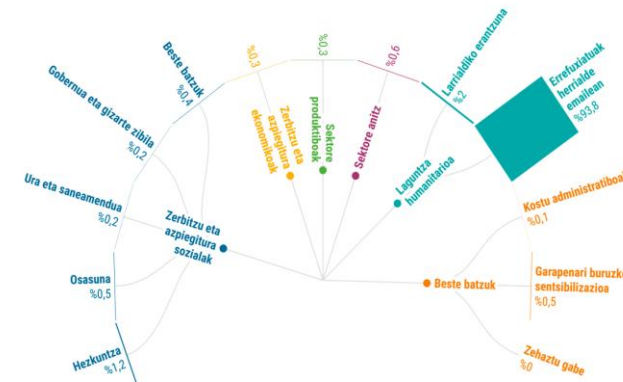 Hezkuntza
%1,2
Osasuna
%0,5
Ura eta saneamendua
%0,2
Gobernua eta gizarte zibila
%0,2
Beste batzuk
%0,4
Zerbitzu eta
azpiegitura
sozialak
%0,3
Zerbitzu eta
azpiegitura
ekonomikoak
%0,3
Sektore
produktiboak
%0,6
Sektore anitz
Larrialdiko erantzuna
%2
Errefuxiatuak
herrialde
emailean
%93,8
Laguntza
humanitarioa
Kostu administratiboak
%0,1
Garapenari buruzko
sentsibilizazioa
%0,5
Zehaztu gabe
%0
Beste batzuk